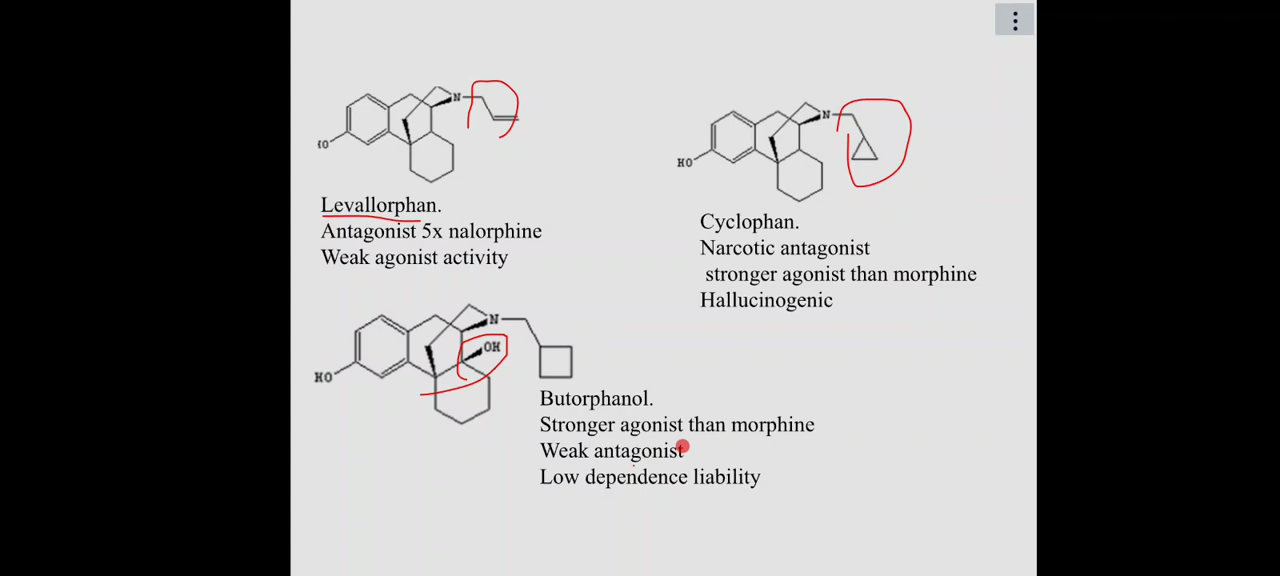 N
HO
Levallorphan.
Antagonist 5x nalorphine
Weak agonist activity
N
HO
Cyclophan.
Narcotic antagonist
stronger agonist than morphine
Hallucinogenic
N
OH
HO
Butorphanol.
Stronger agonist than morphine
Weak antagonist
Low dependence liability